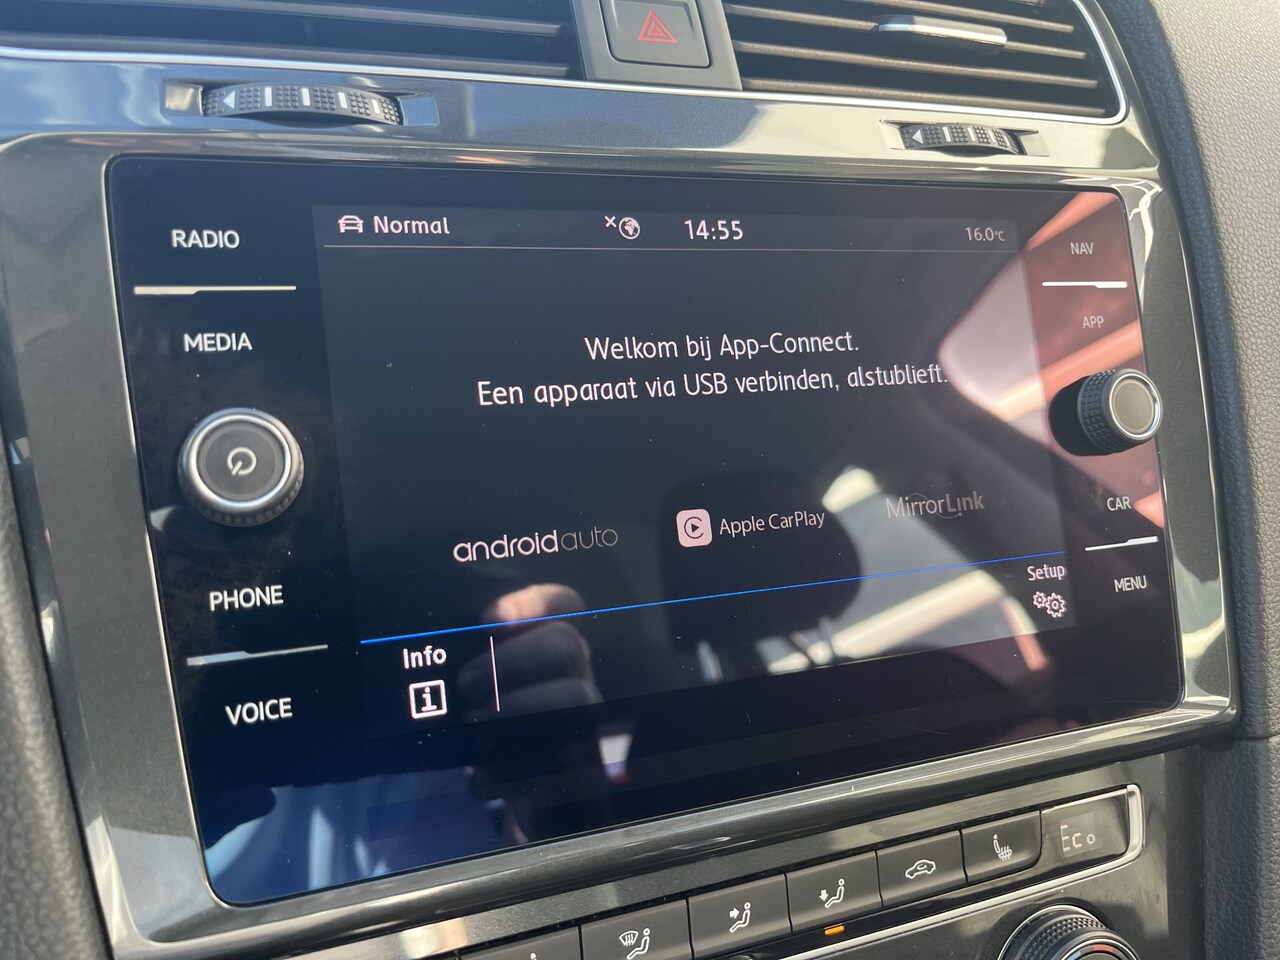 RADIO
MEDIA
PHONE
VOICE
Normal
14:55
16.0°C
Welkom bij App-Connect.
Een apparaat via USB verbinden, alstublieft.
androidauto
Apple CarPlay
MirrorLink
Info
i
Setup
NAV
APP
CAR
MENU
Eco